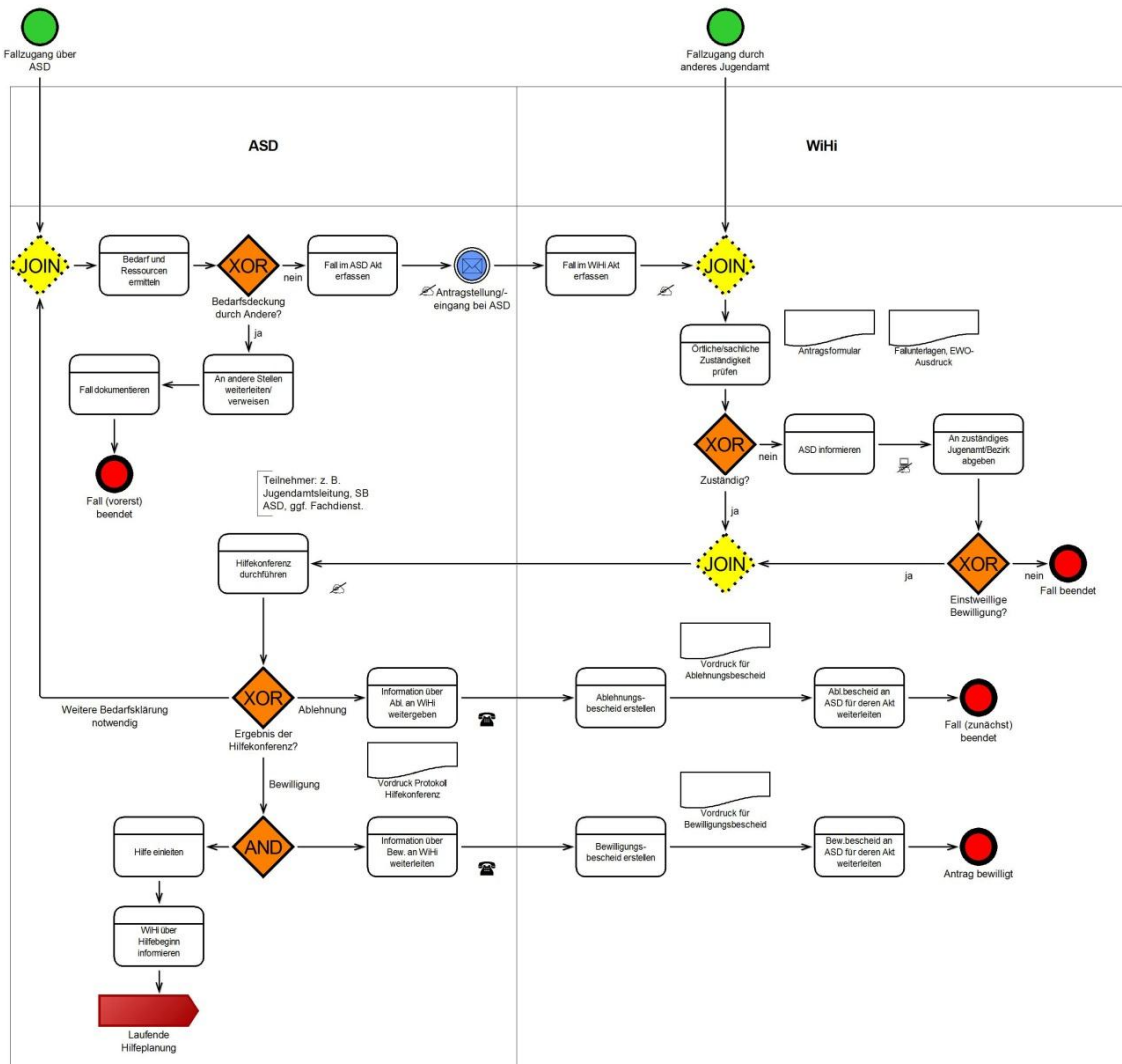 Fallzugang über
ASD
Fallzugang durch
anderes Jugendamt
ASD
WiHi
JOIN
Bedarf und
Ressourcen
ermitteln
XOR
nein
Bedarfsdeckung
durch Andere?
ja
Fall im ASD Akt
erfassen
Antragstellung/-
eingang bei ASD
Fall im WiHi Akt
erfassen
JOIN
Örtliche/sachliche
Zuständigkeit
prüfen
Antragsformular
Fallunterlagen, EWO-
Ausdruck
Fall dokumentieren
An andere Stellen
weiterleiten/
verweisen
Fall (vorerst)
beendet
XOR
nein
Zuständig?
ja
ASD informieren
An zuständiges
Jugenamt/Bezirk
abgeben
Teilnehmer: z. B.
Jugendamtsleitung, SB
ASD, ggf. Fachdienst.
Hilfekonferenz
durchführen
JOIN
ja
XOR
nein
Einstweillige
Bewilligung?
Fall beendet
Weitere Bedarfsklärung
notwendig
XOR
Ablehnung
Ergebnis der
Hilfekonferenz?
Bewilligung
Information über
Abl. an WiHi
weitergeben
Vordruck Protokoll
Hilfekonferenz
Ablehnungs-
bescheid erstellen
Vordruck für
Ablehnungsbescheid
Abl.bescheid an
ASD für deren Akt
weiterleiten
Fall (zunächst)
beendet
Hilfe einleiten
AND
Information über
Bew. an WiHi
weiterleiten
Bewilligungs-
bescheid erstellen
Vordruck für
Bewilligungsbescheid
Bew.bescheid an
ASD für deren Akt
weiterleiten
Antrag bewilligt
WiHi über
Hilfebeginn
informieren
Laufende
Hilfeplanung